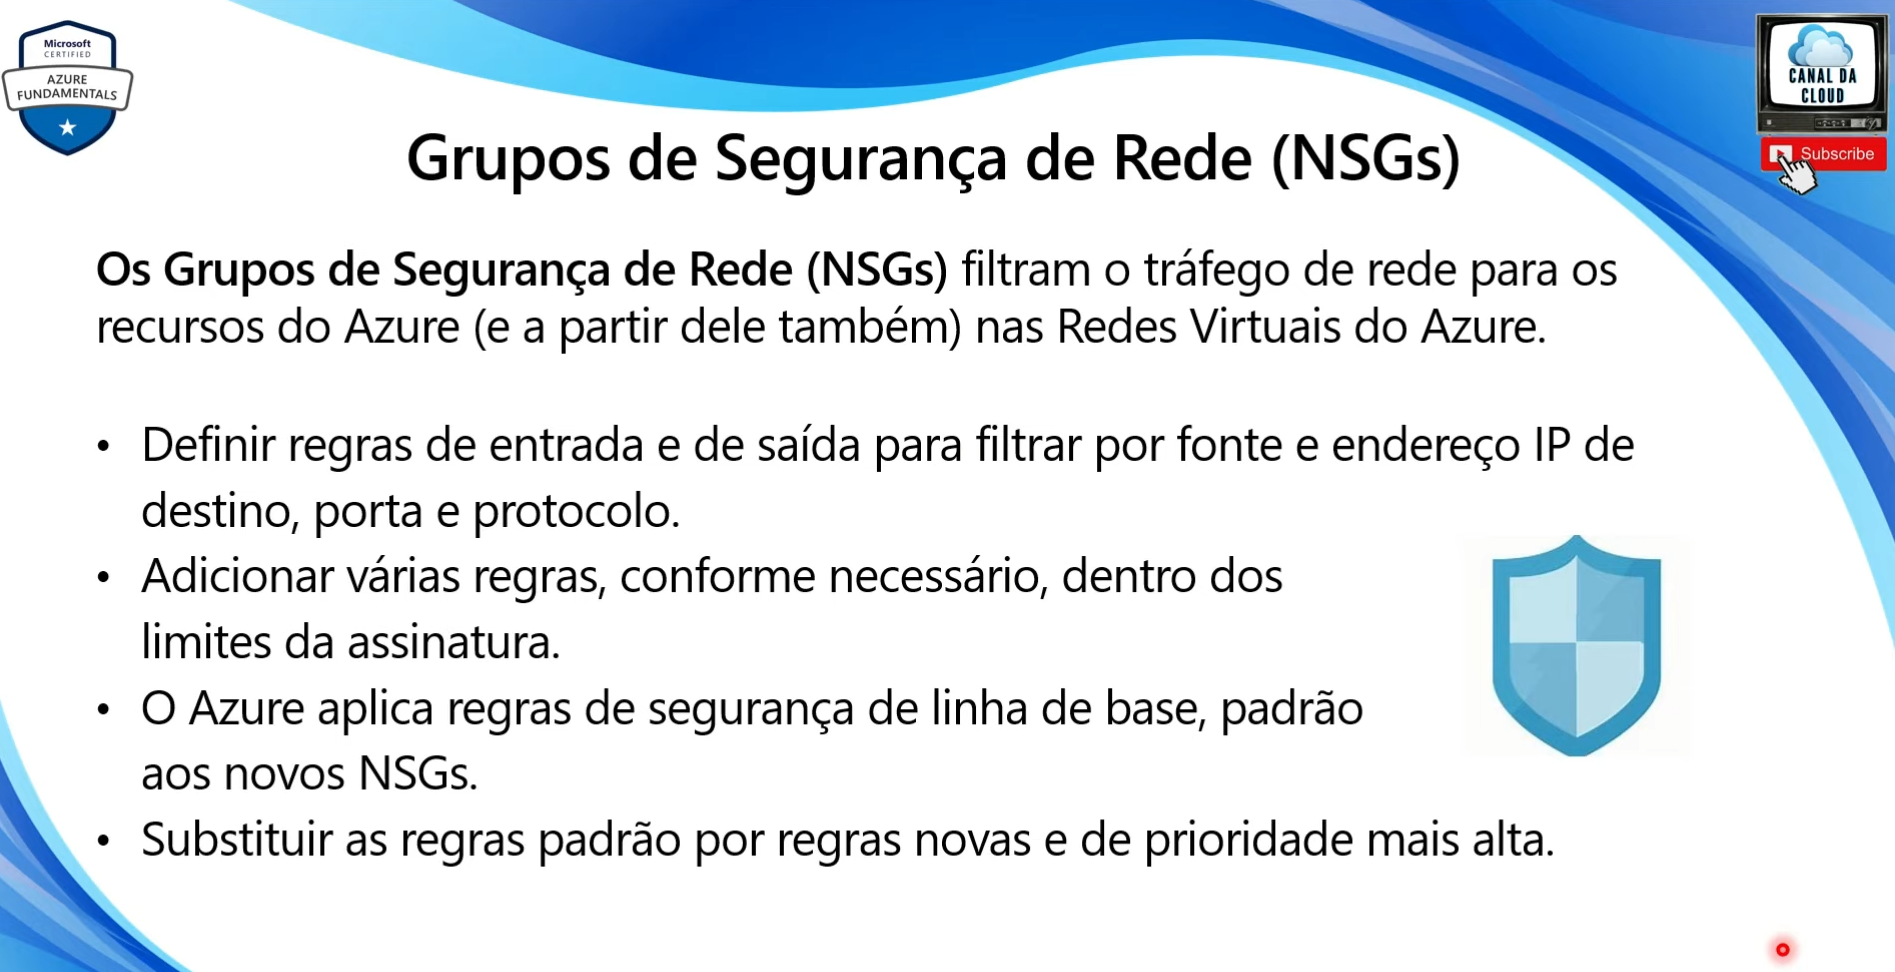 Microsoft
CERTIFIED
AZURE
FUNDAMENTALS
CANAL DA
CLOUD
Subscribe
Grupos de Segurança de Rede (NSGs)
Os Grupos de Segurança de Rede (NSGs) filtram o tráfego de rede para os
recursos do Azure (e a partir dele também) nas Redes Virtuais do Azure.
• Definir regras de entrada e de saída para filtrar por fonte e endereço IP de
destino, porta e protocolo.
• Adicionar várias regras, conforme necessário, dentro dos
limites da assinatura.
• O Azure aplica regras de segurança de linha de base, padrão
aos novos NSGs.
• Substituir as regras padrão por regras novas e de prioridade mais alta.